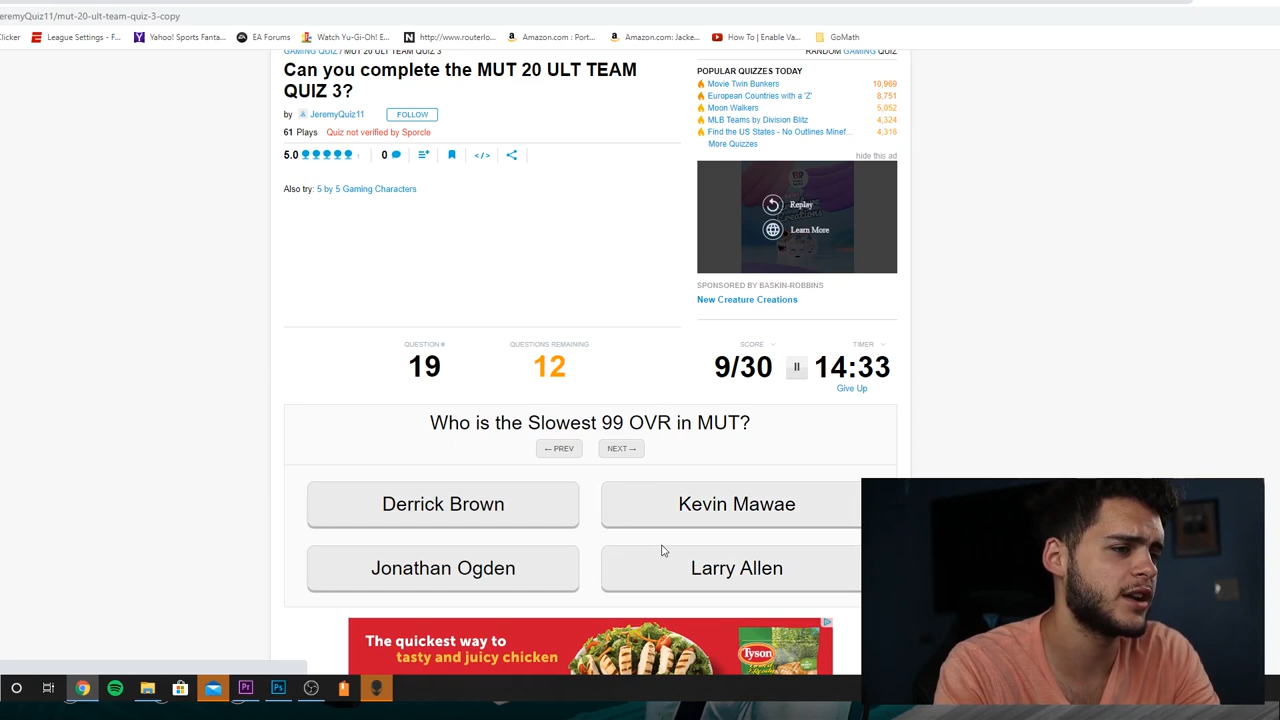 eremyQuiz11/mut-20-ult-team-quiz-3-copy
licker League Settings - F... Yahoo! Sports Fanta... EA Forums Watch Yu-Gi-Oh! E... http://www.routerlo... Amazon.com : Port... Amazon.com: Jacke... How To | Enable Va... GoMath
GAMING QUIZ / MUT 20 ULT TEAM QUIZ 3
RANDOM GAMING QUIZ
Can you complete the MUT 20 ULT TEAM
QUIZ 3?
by JeremyQuiz11 FOLLOW
61 Plays Quiz not verified by Sporcle
5.0 0 </>
Also try: 5 by 5 Gaming Characters
POPULAR QUIZZES TODAY
Movie Twin Bunkers 10,969
European Countries with a 'Z' 8,751
Moon Walkers 5,052
MLB Teams by Division Blitz 4,324
Find the US States - No Outlines Minef... 4,316
More Quizzes
hide this ad
Replay
Learn More
SPONSORED BY BASKIN-ROBBINS
New Creature Creations
QUESTION # QUESTIONS REMAINING SCORE TIMER
19 12 9/30 14:33
Give Up
Who is the Slowest 99 OVR in MUT?
← PREV NEXT →
Derrick Brown Kevin Mawae
Jonathan Ogden Larry Allen
The quickest way to
tasty and juicy chicken
Tyson
Pr Ps